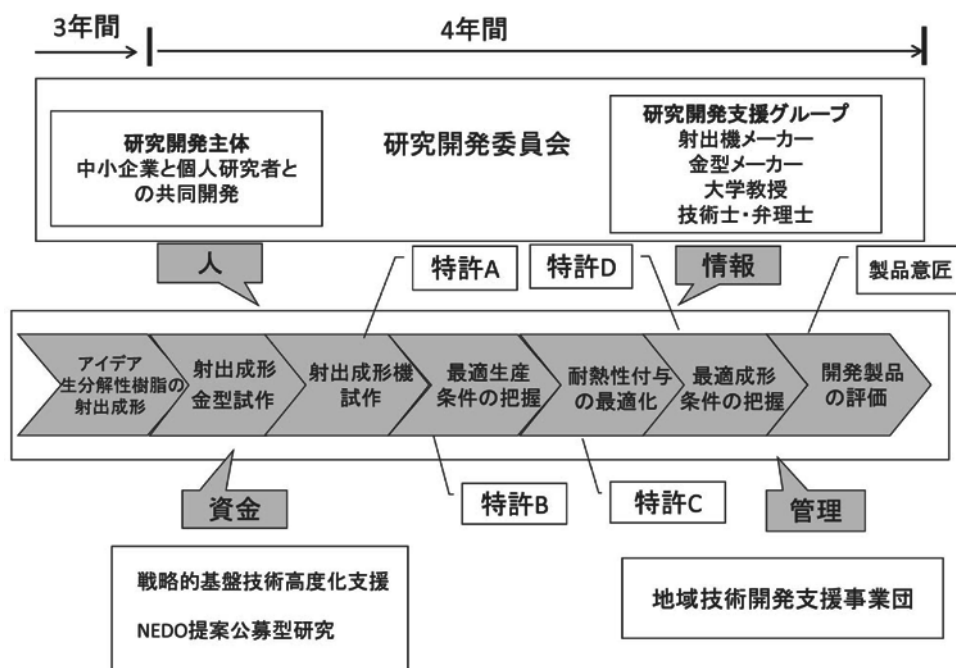 3年間
4年間
研究開発主体
中小企業と個人研究者と
の共同開発
研究開発委員会
研究開発支援グループ
射出機メーカー
金型メーカー
大学教授
技術士・弁理士
人
特許A
特許D
情報
製品意匠
アイデア
生分解性樹脂の
射出成形
射出成形
金型試作
射出成形機
試作
最適生産
条件の把握
耐熱性付与
の最適化
最適成形
条件の把握
開発製品
の評価
資金
特許B
特許C
管理
戦略的基盤技術高度化支援
NEDO提案公募型研究
地域技術開発支援事業団